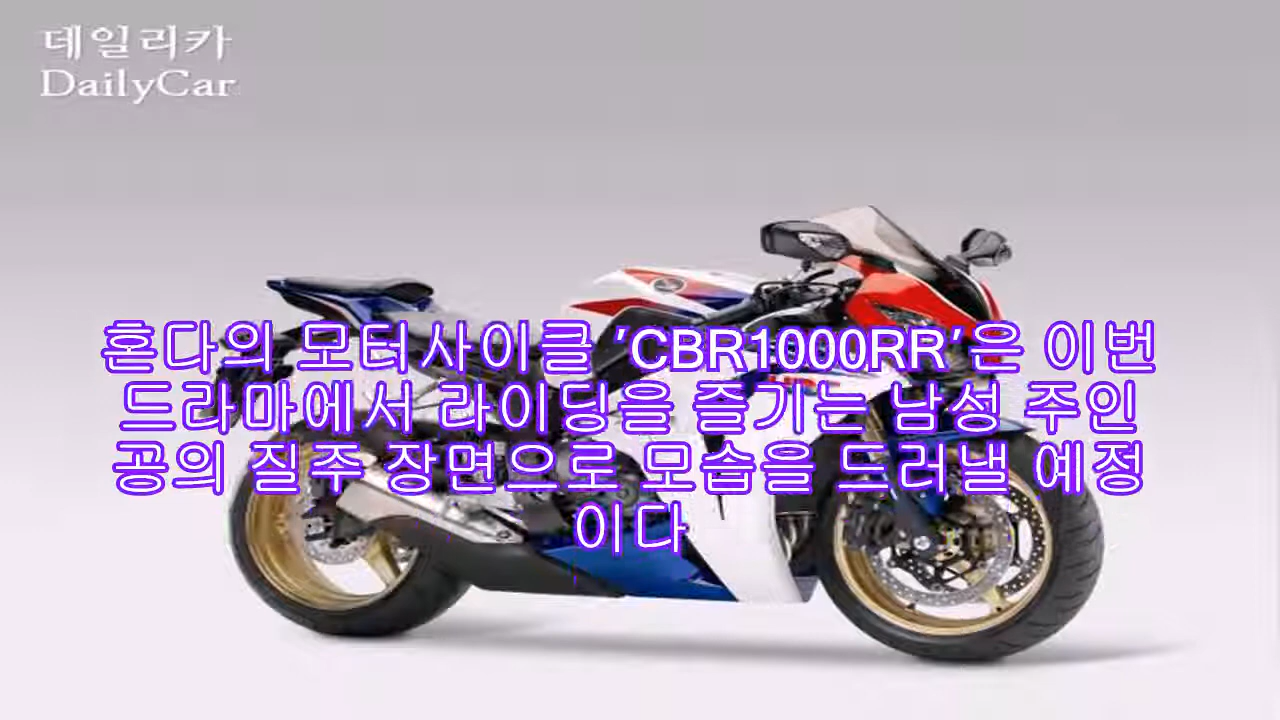 데일리카
DailyCar
혼다의 모터사이클 'CBR1000RR'은 이번
드라마에서 라이딩을 즐기는 남성 주인
공의 질주 장면으로 모습을 드러낼 예정
이다